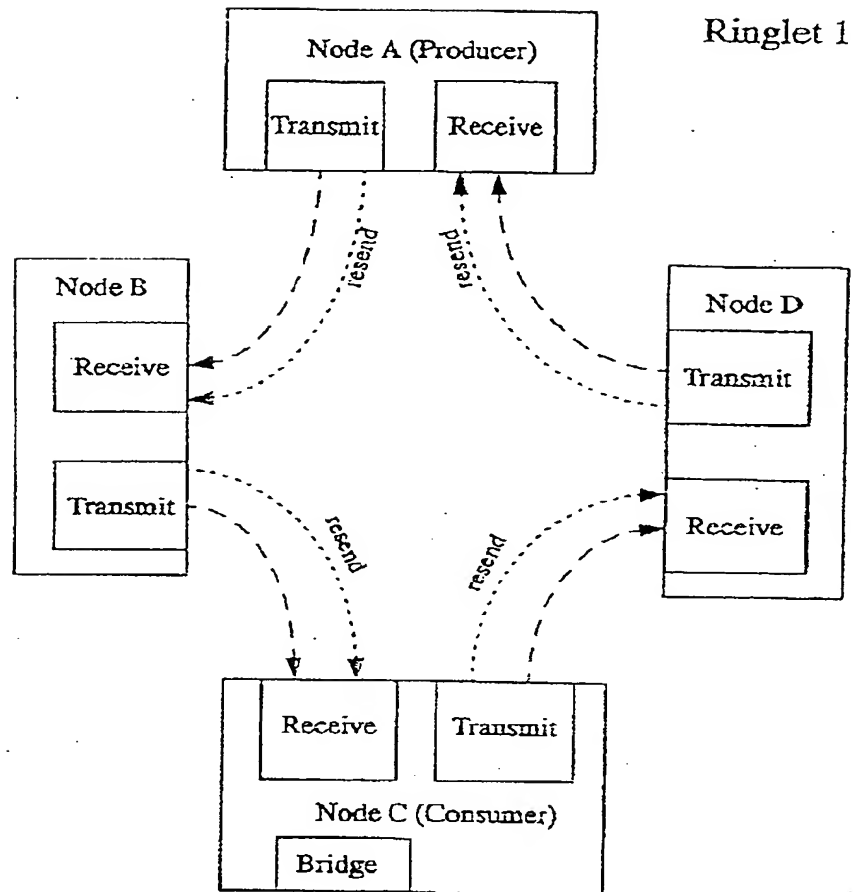 Ringlet 1
Node A (Producer)
Transmit
Receive
resend
resend
Node B
Receive
Transmit
Node D
Transmit
Receive
resend
resend
Receive
Transmit
Node C (Consumer)
Bridge